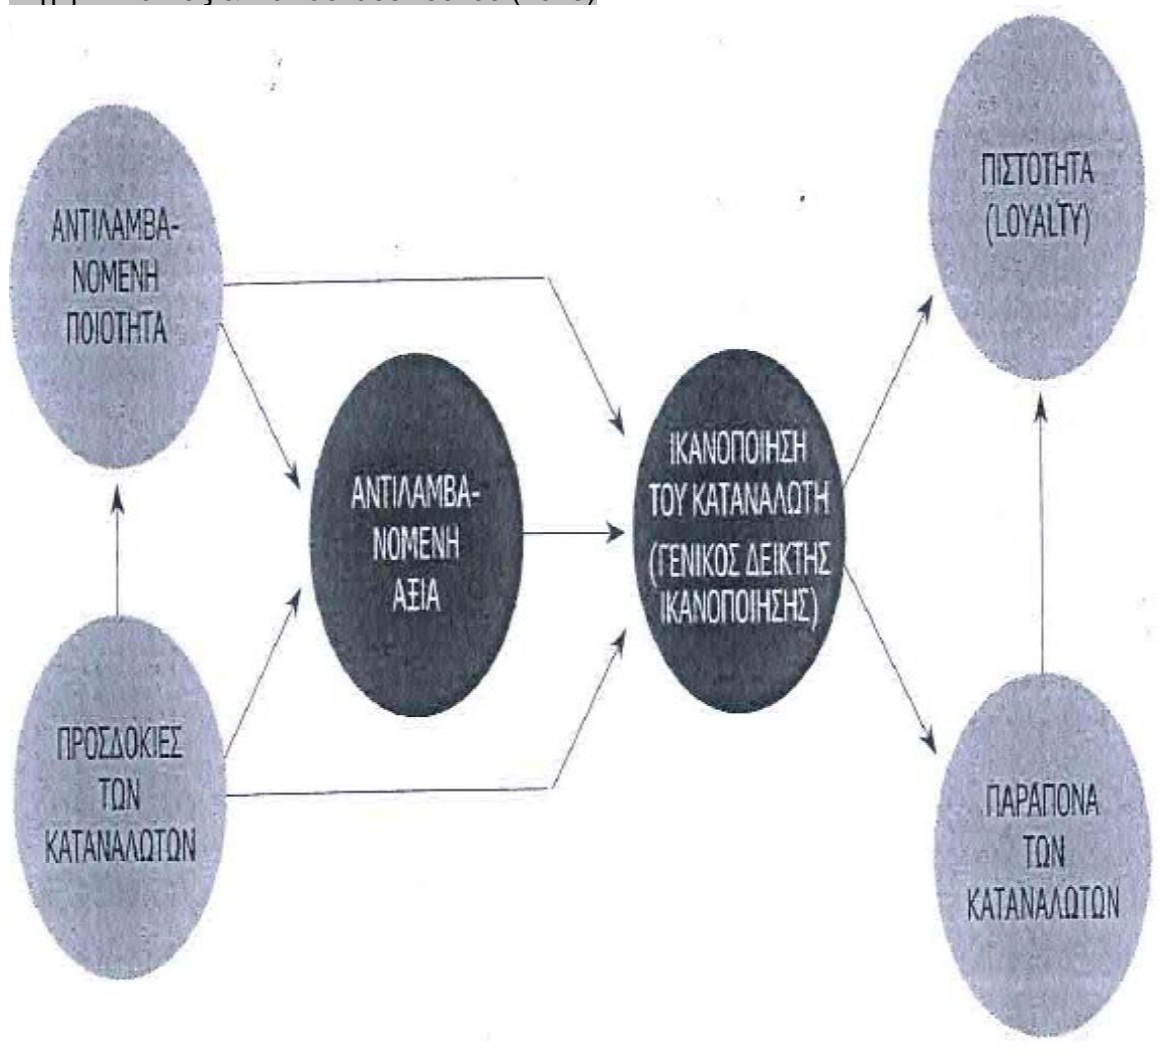 ΑΝΤΙΛΑΜΒΑ-
ΝΟΜΕΝΗ
ΠΟΙΟΤΗΤΑ
ΠΡΟΣΔΟΚΙΕΣ
ΤΩΝ
ΚΑΤΑΝΑΛΩΤΩΝ
ΑΝΤΙΛΑΜΒΑ-
ΝΟΜΕΝΗ
ΑΞΙΑ
ΙΚΑΝΟΠΟΙΗΣΗ
ΤΟΥ ΚΑΤΑΝΑΛΩΤΗ
(ΓΕΝΙΚΟΣ ΔΕΙΚΤΗΣ
ΙΚΑΝΟΠΟΙΗΣΗΣ)
ΠΙΣΤΟΤΗΤΑ
(LOYALTY)
ΠΑΡΑΠΟΝΑ
ΤΩΝ
ΚΑΤΑΝΑΛΩΤΩΝ